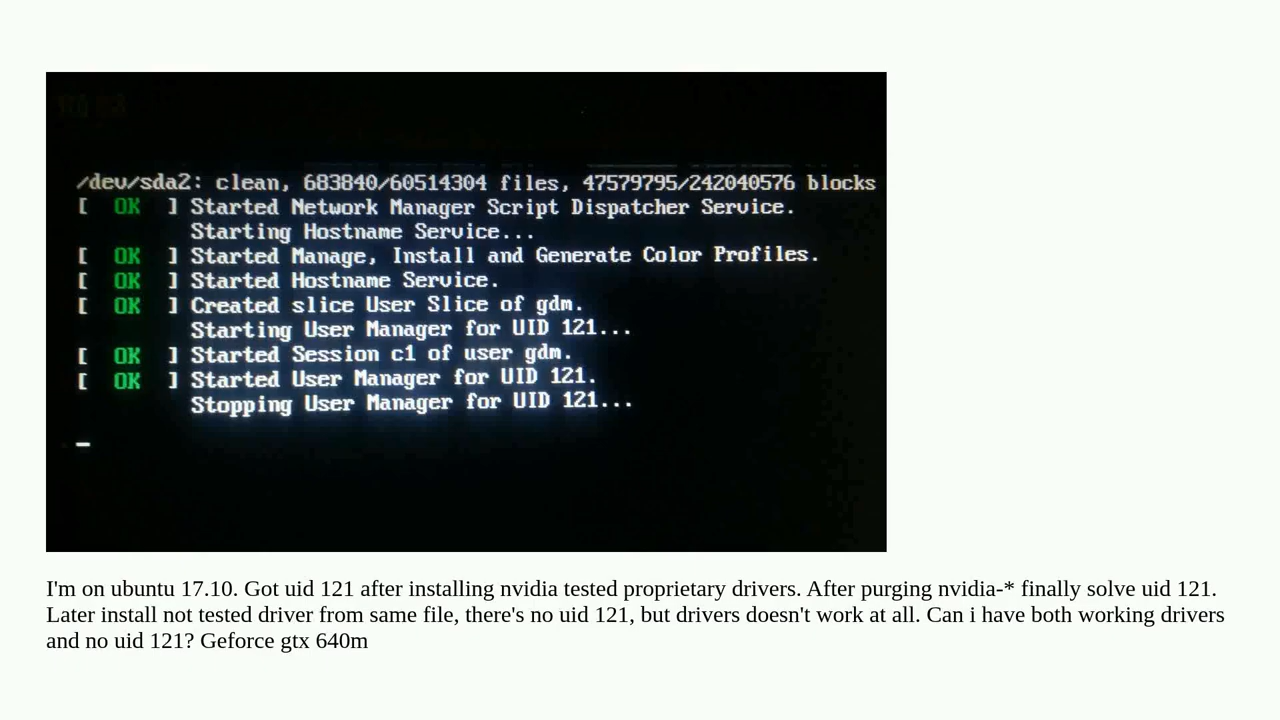 /dev/sda2: clean, 683840/60514304 files, 47579795/242040576 blocks
[ OK ] Started Network Manager Script Dispatcher Service.
Starting Hostname Service...
[ OK ] Started Manage, Install and Generate Color Profiles.
[ OK ] Started Hostname Service.
[ OK ] Created slice User Slice of gdm.
Starting User Manager for UID 121...
[ OK ] Started Session c1 of user gdm.
[ OK ] Started User Manager for UID 121.
Stopping User Manager for UID 121...
I'm on ubuntu 17.10. Got uid 121 after installing nvidia tested proprietary drivers. After purging nvidia-* finally solve uid 121.
Later install not tested driver from same file, there's no uid 121, but drivers doesn't work at all. Can i have both working drivers
and no uid 121? Geforce gtx 640m